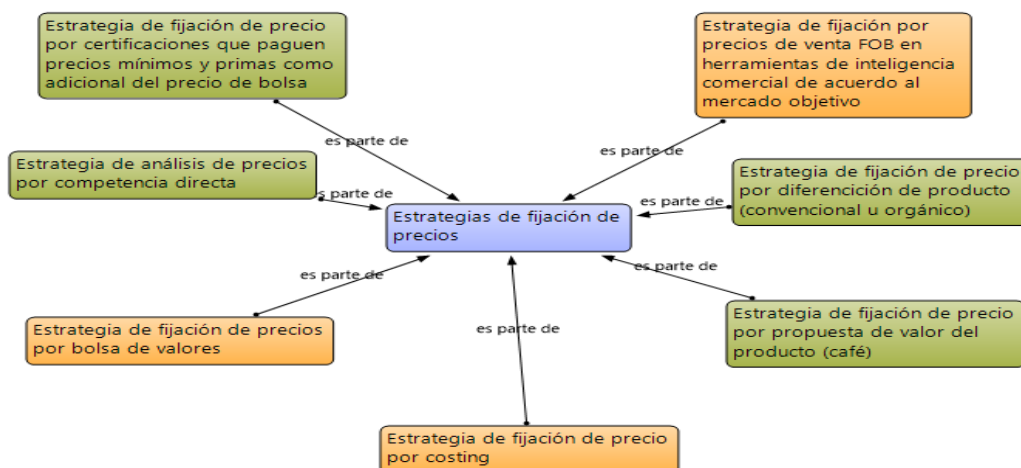 Estrategia de fijación de precio
por certificaciones que paguen
precios mínimos y primas como
adicional del precio de bolsa
Estrategia de fijación por
precios de venta FOB en
herramientas de inteligencia
comercial de acuerdo al
mercado objetivo
es parte de
es parte de
Estrategia de análisis de precios
por competencia directa
s parte de
Estrategias de fijación de
precios
es parte de
Estrategia de fijación de precio
por diferencición de producto
(convencional u orgánico)
es parte de
es parte de
es parte de
Estrategia de fijación de precios
por bolsa de valores
Estrategia de fijación de precio
por propuesta de valor del
producto (café)
Estrategia de fijación de precio
por costing